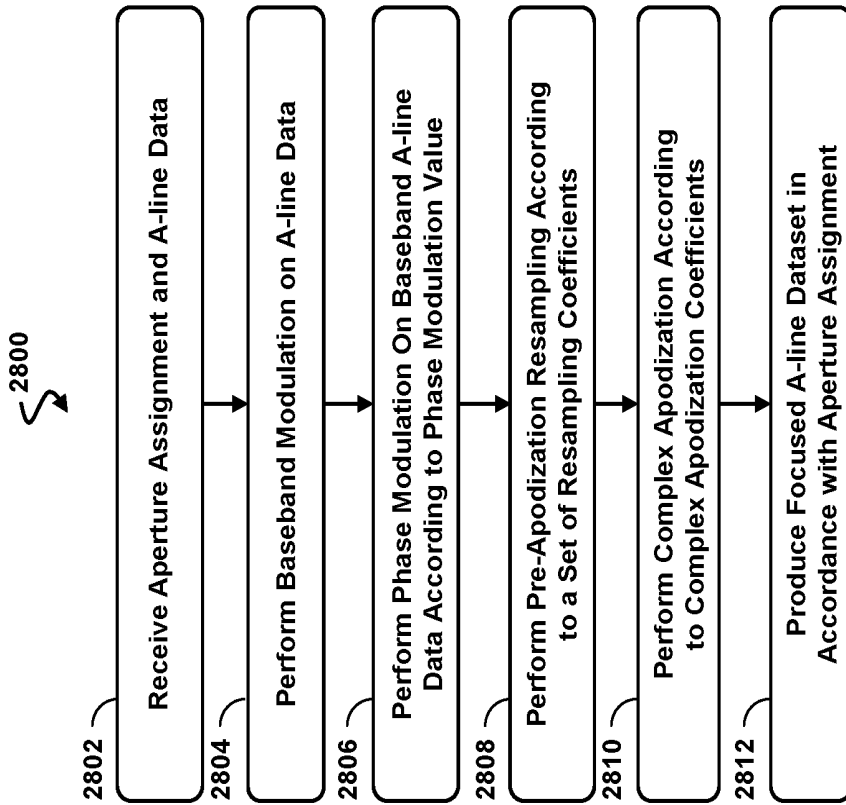 2800
2802
Receive Aperture Assignment and A-line Data
2804
Perform Baseband Modulation on A-line Data
2806
Perform Phase Modulation On Baseband A-line
Data According to Phase Modulation Value
2808
Perform Pre-Apodization Resampling According
to a Set of Resampling Coefficients
2810
Perform Complex Apodization According
to Complex Apodization Coefficients
2812
Produce Focused A-line Dataset in
Accordance with Aperture Assignment